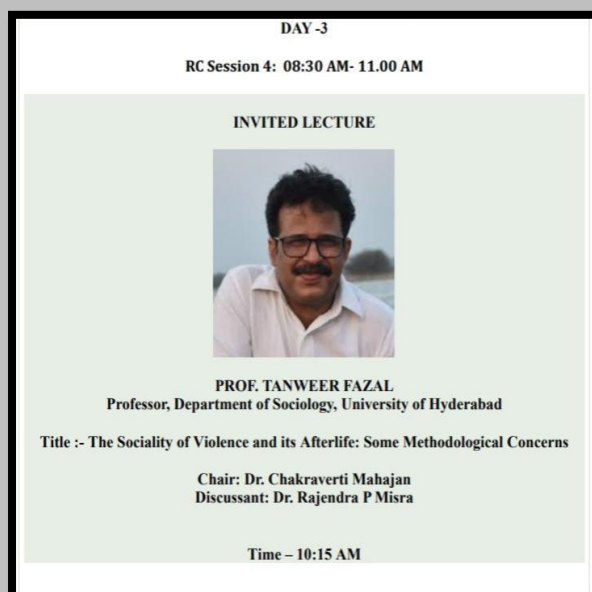 DAY -3
RC Session 4: 08:30 AM- 11.00 AM
INVITED LECTURE
PROF. TANWEER FAZAL
Professor, Department of Sociology, University of Hyderabad
Title :- The Sociality of Violence and its Afterlife: Some Methodological Concerns
Chair: Dr. Chakraverti Mahajan
Discussant: Dr. Rajendra P Misra
Time – 10:15 AM